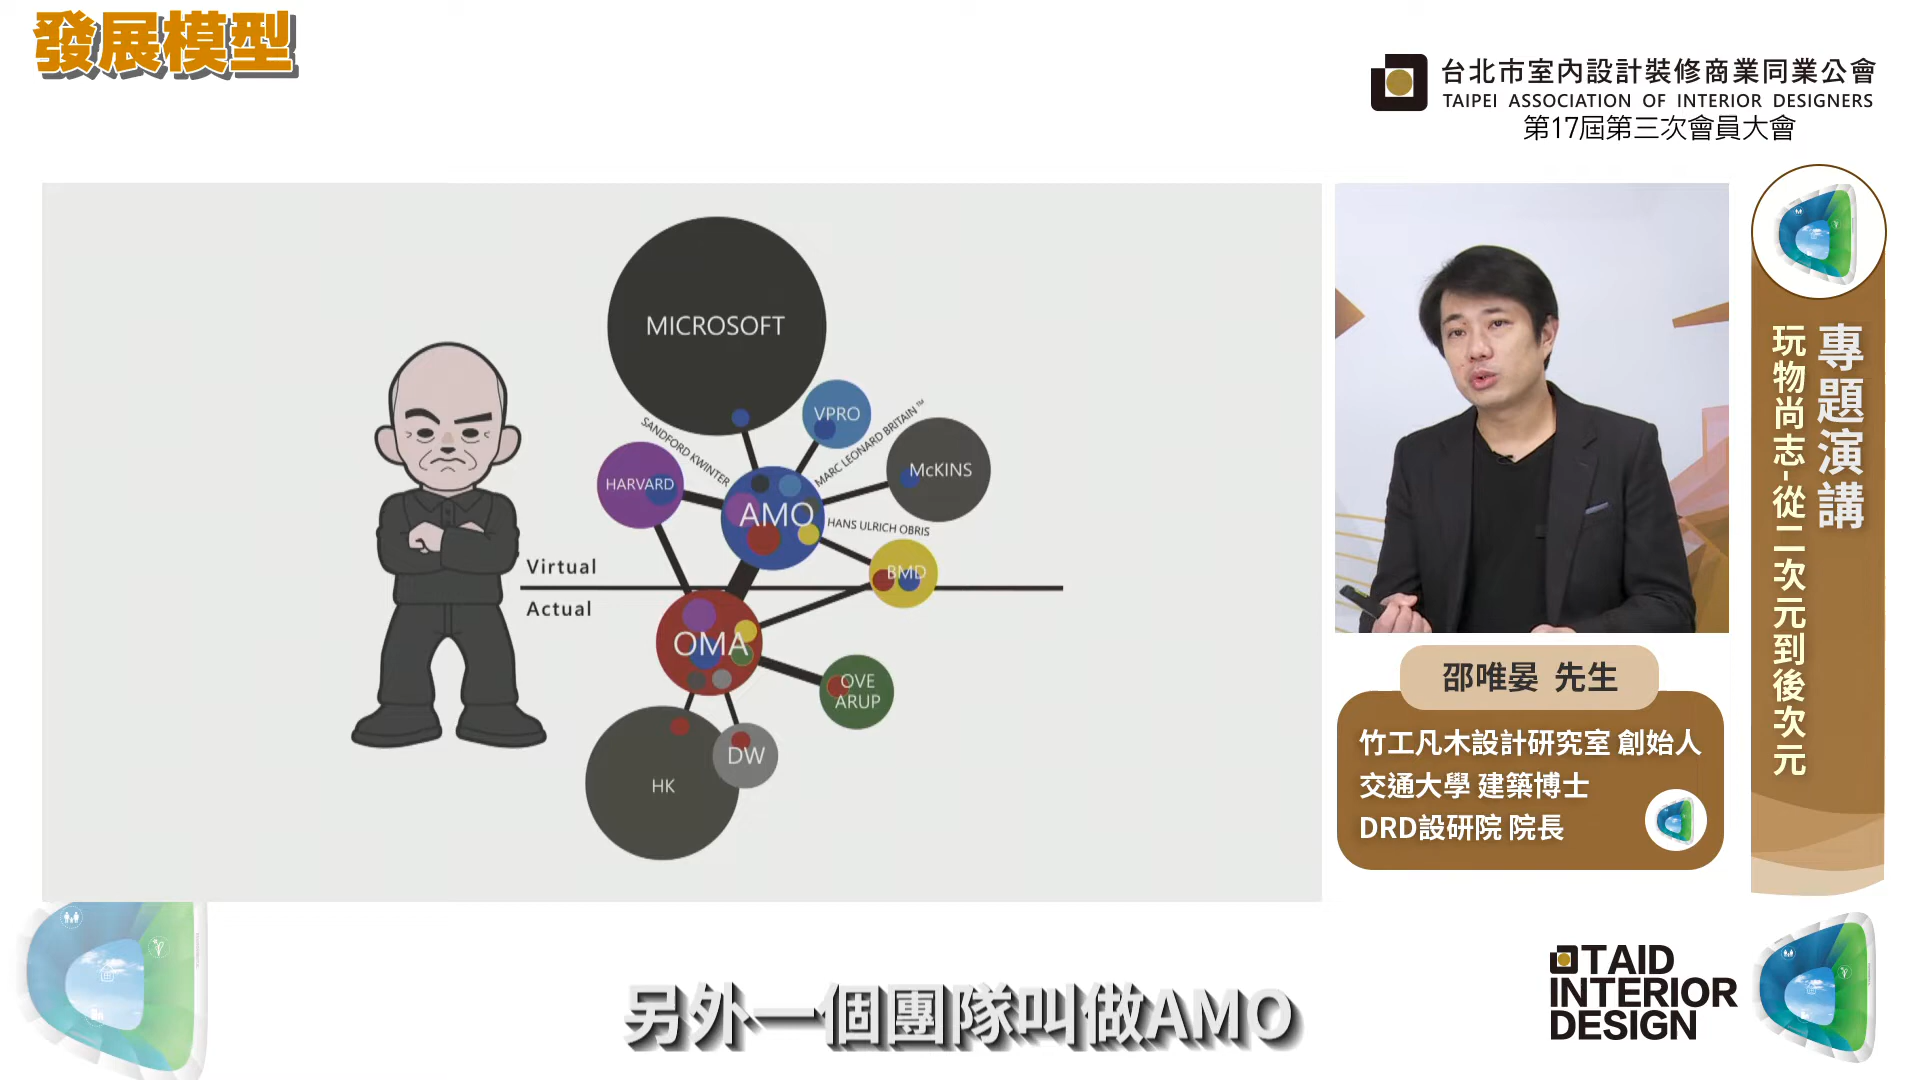 發展模型
台北市室內設計裝修商業同業公會
TAIPEI ASSOCIATION OF INTERIOR DESIGNERS
第17屆第三次會員大會
MICROSOFT
VPRO
MARC LEONARD BRITAIN™
SANDFORD KWINTER
McKINS
HARVARD
AMO
HANS ULRICH OBRIS
BMD
Virtual
Actual
OMA
OVE
ARUP
DW
HK
專題演講
玩物尚志-從二次元到後次元
邵唯晏 先生
竹工凡木設計研究室 創始人
交通大學 建築博士
DRD設研院 院長
另外一個團隊叫做AMO
TAID
INTERIOR
DESIGN